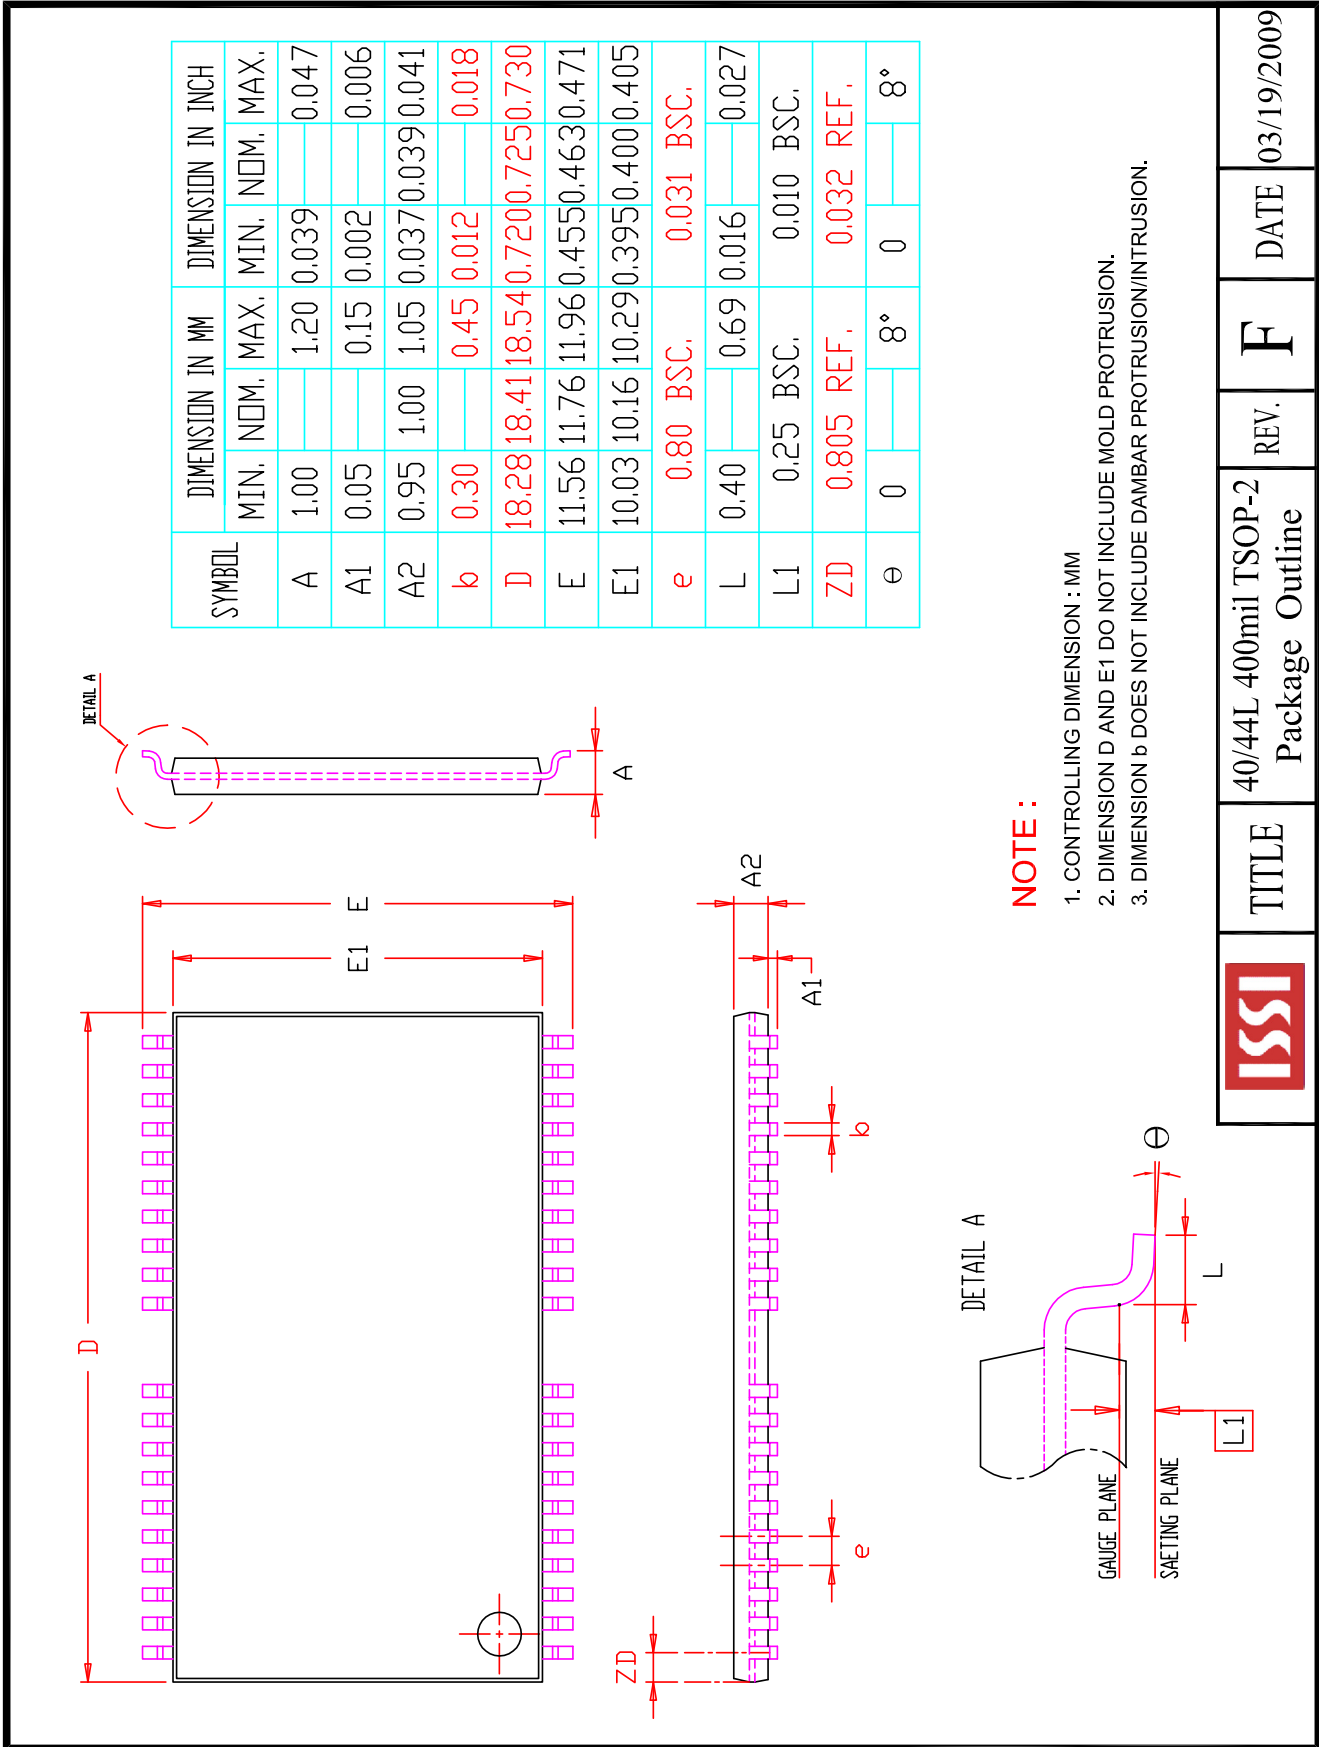 DETAIL A
D
E1
E
A
ZD
e
b
A1
A2
SYMBOL DIMENSION IN MM DIMENSION IN INCH
MIN. NOM. MAX. MIN. NOM. MAX.
A 1.00 1.20 0.039 0.047
A1 0.05 0.15 0.002 0.006
A2 0.95 1.00 1.05 0.037 0.039 0.041
b 0.30 0.45 0.012 0.018
D 18.28 18.41 18.54 0.720 0.725 0.730
E 11.56 11.76 11.96 0.455 0.463 0.471
E1 10.03 10.16 10.29 0.395 0.400 0.405
e 0.80 BSC. 0.031 BSC.
L 0.40 0.69 0.016 0.027
L1 0.25 BSC. 0.010 BSC.
ZD 0.805 REF. 0.032 REF.
Θ 0 8° 0 8°
DETAIL A
GAUGE PLANE
SAETING PLANE
L1
L
Θ
NOTE :
1. CONTROLLING DIMENSION : MM
2. DIMENSION D AND E1 DO NOT INCLUDE MOLD PROTRUSION.
3. DIMENSION b DOES NOT INCLUDE DAMBAR PROTRUSION/INTRUSION.
ISSI
TITLE
40/44L 400mil TSOP-2
Package Outline
REV.
F
DATE
03/19/2009